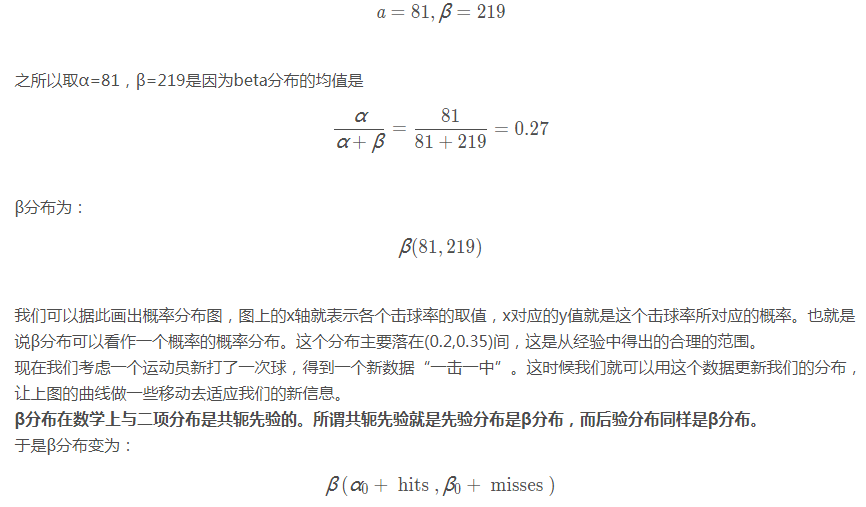 a = 81, β = 219
之所以取α=81，β=219是因为beta分布的均值是
α/(α + β) = 81/(81 + 219) = 0.27
β分布为：
β(81, 219)
我们可以据此画出概率分布图，图上的x轴就表示各个击球率的取值，x对应的y值就是这个击球率所对应的概率。也就是
说β分布可以看作一个概率的概率分布。这个分布主要落在(0.2,0.35)间，这是从经验中得出的合理的范围。
现在我们考虑一个运动员新打了一次球，得到一个新数据“一击一中”。这时候我们就可以用这个数据更新我们的分布，
让上图的曲线做一些移动去适应我们的新信息。
β分布在数学上与二项分布是共轭先验的。所谓共轭先验就是先验分布是β分布，而后验分布同样是β分布。
于是β分布变为：
β (α₀ + hits , β₀ + misses )